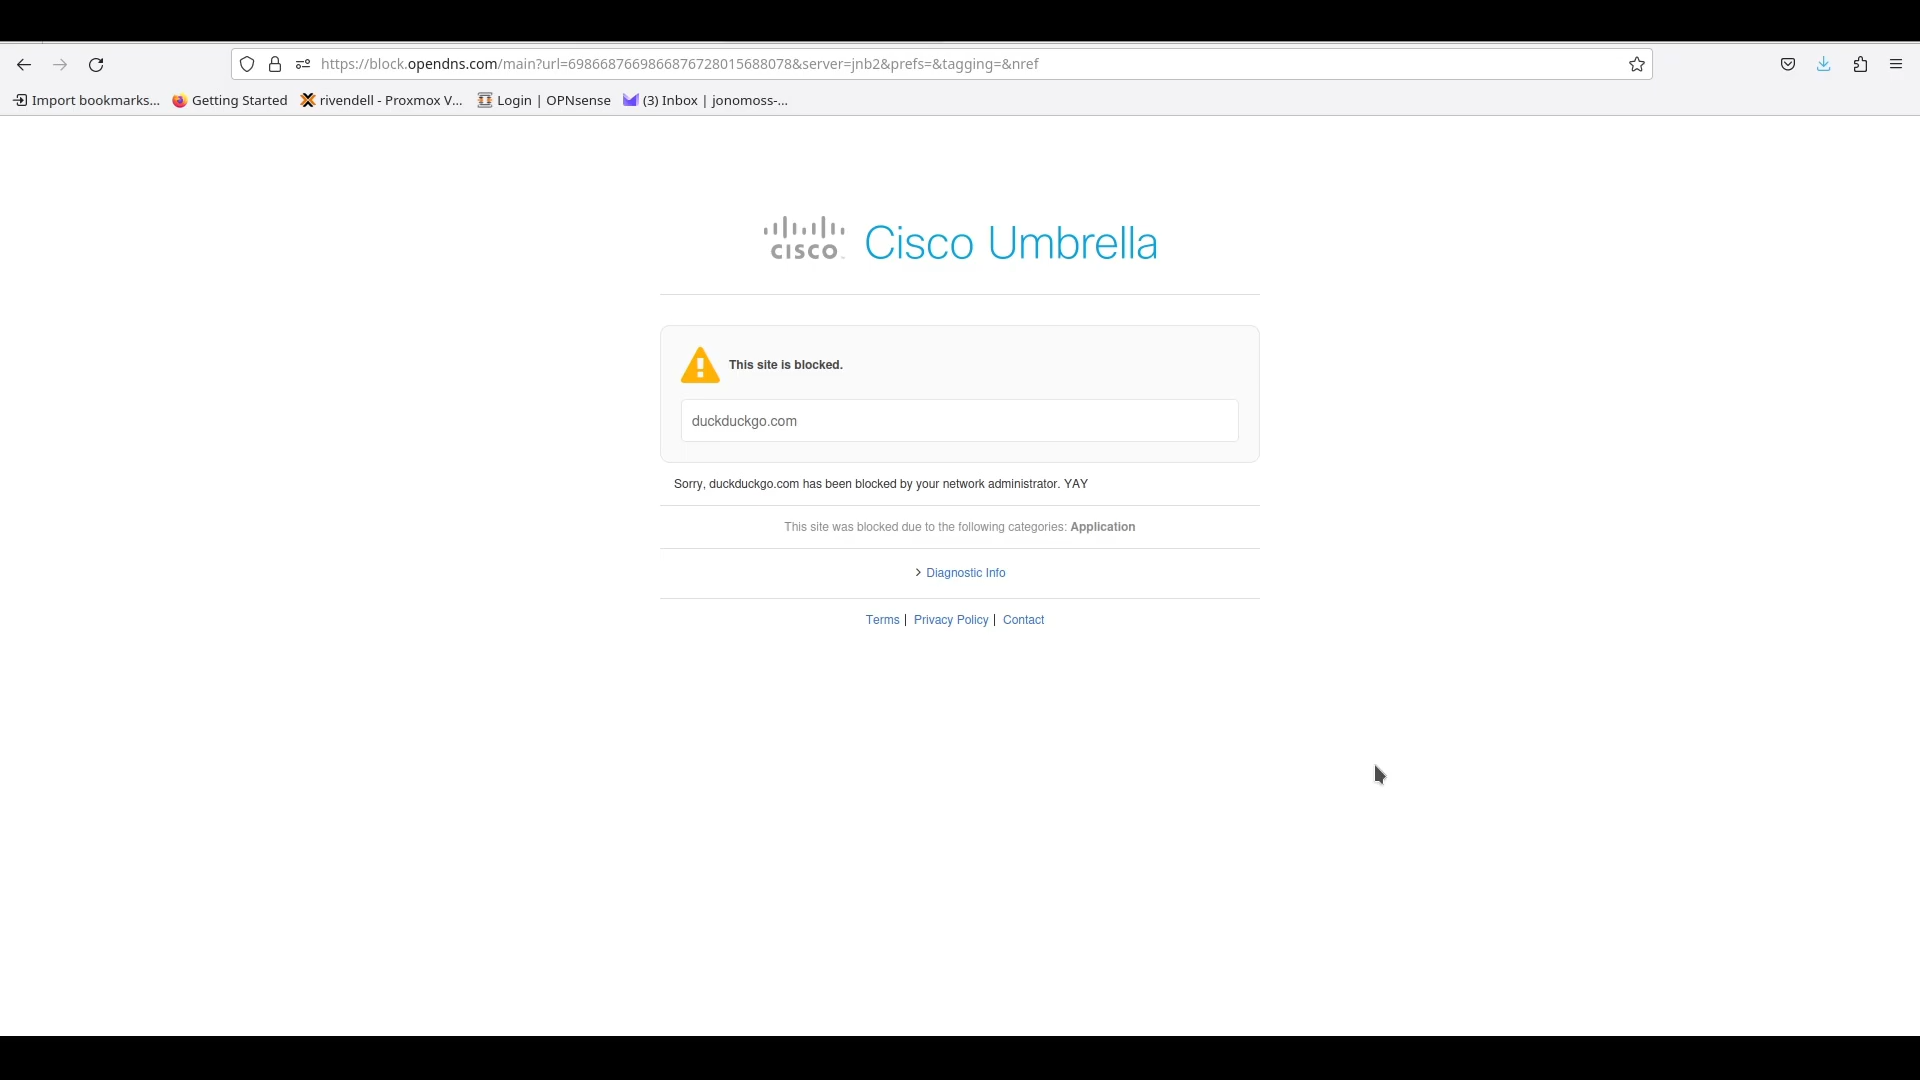 https://block.opendns.com/main?url=6986687669866876728015688078&server=jnb2&prefs=&tagging=&nref
Import bookmarks... Getting Started rivendell - Proxmox V... Login | OPNsense (3) Inbox | jonomoss-...
cisco Cisco Umbrella
This site is blocked.
duckduckgo.com
Sorry, duckduckgo.com has been blocked by your network administrator. YAY
This site was blocked due to the following categories: Application
> Diagnostic Info
Terms | Privacy Policy | Contact